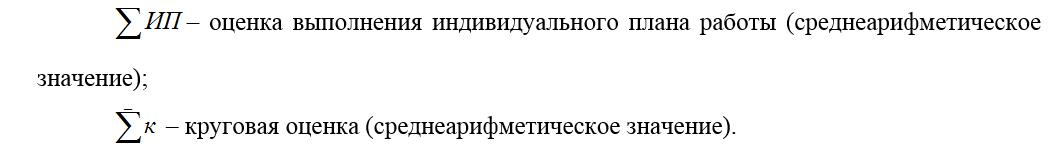 ∑ИП – оценка выполнения индивидуального плана работы (среднеарифметическое
значение);
∑̄к – круговая оценка (среднеарифметическое значение).